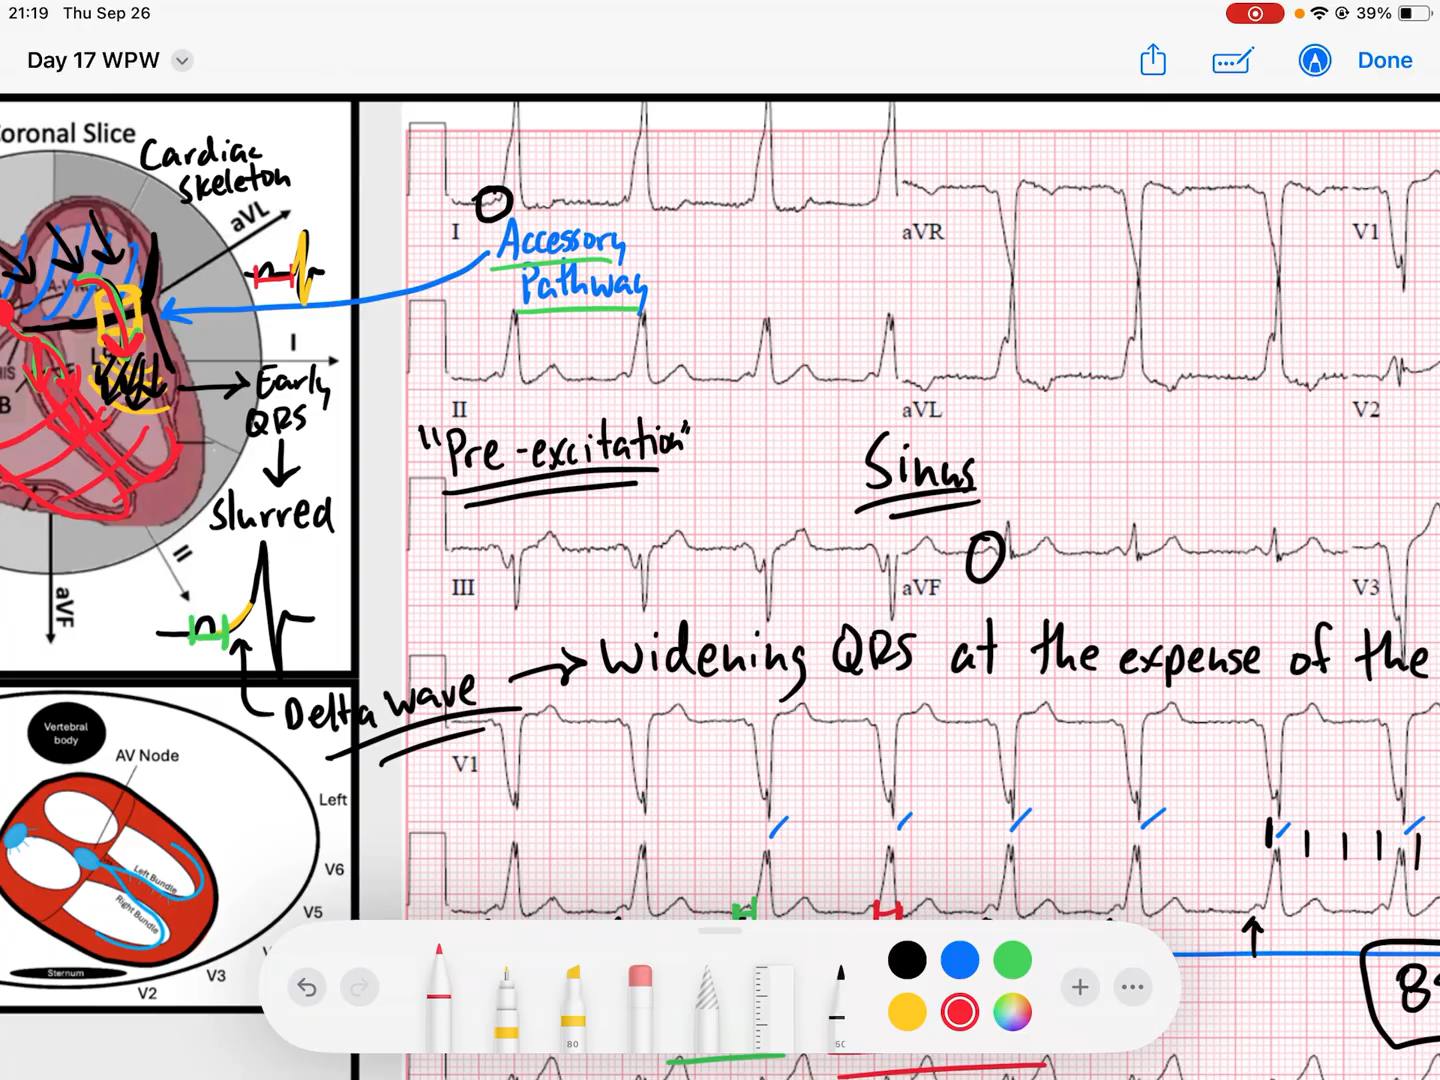 21:19 Thu Sep 26
39%
Day 17 WPW
Done
Coronal Slice
Cardiac
skeleton
aVL
I
Early
QRS
slurred
II
aVF
Delta wave
Accessory
Pathway
"Pre-excitation"
Sinus
I
aVR
V1
II
aVL
V2
III
aVF
V3
Widening QRS at the expense of the
V1
Vertebral
body
AV Node
Left
Left Bundle
Right Bundle
V6
V5
Sternum
V3
V2
80